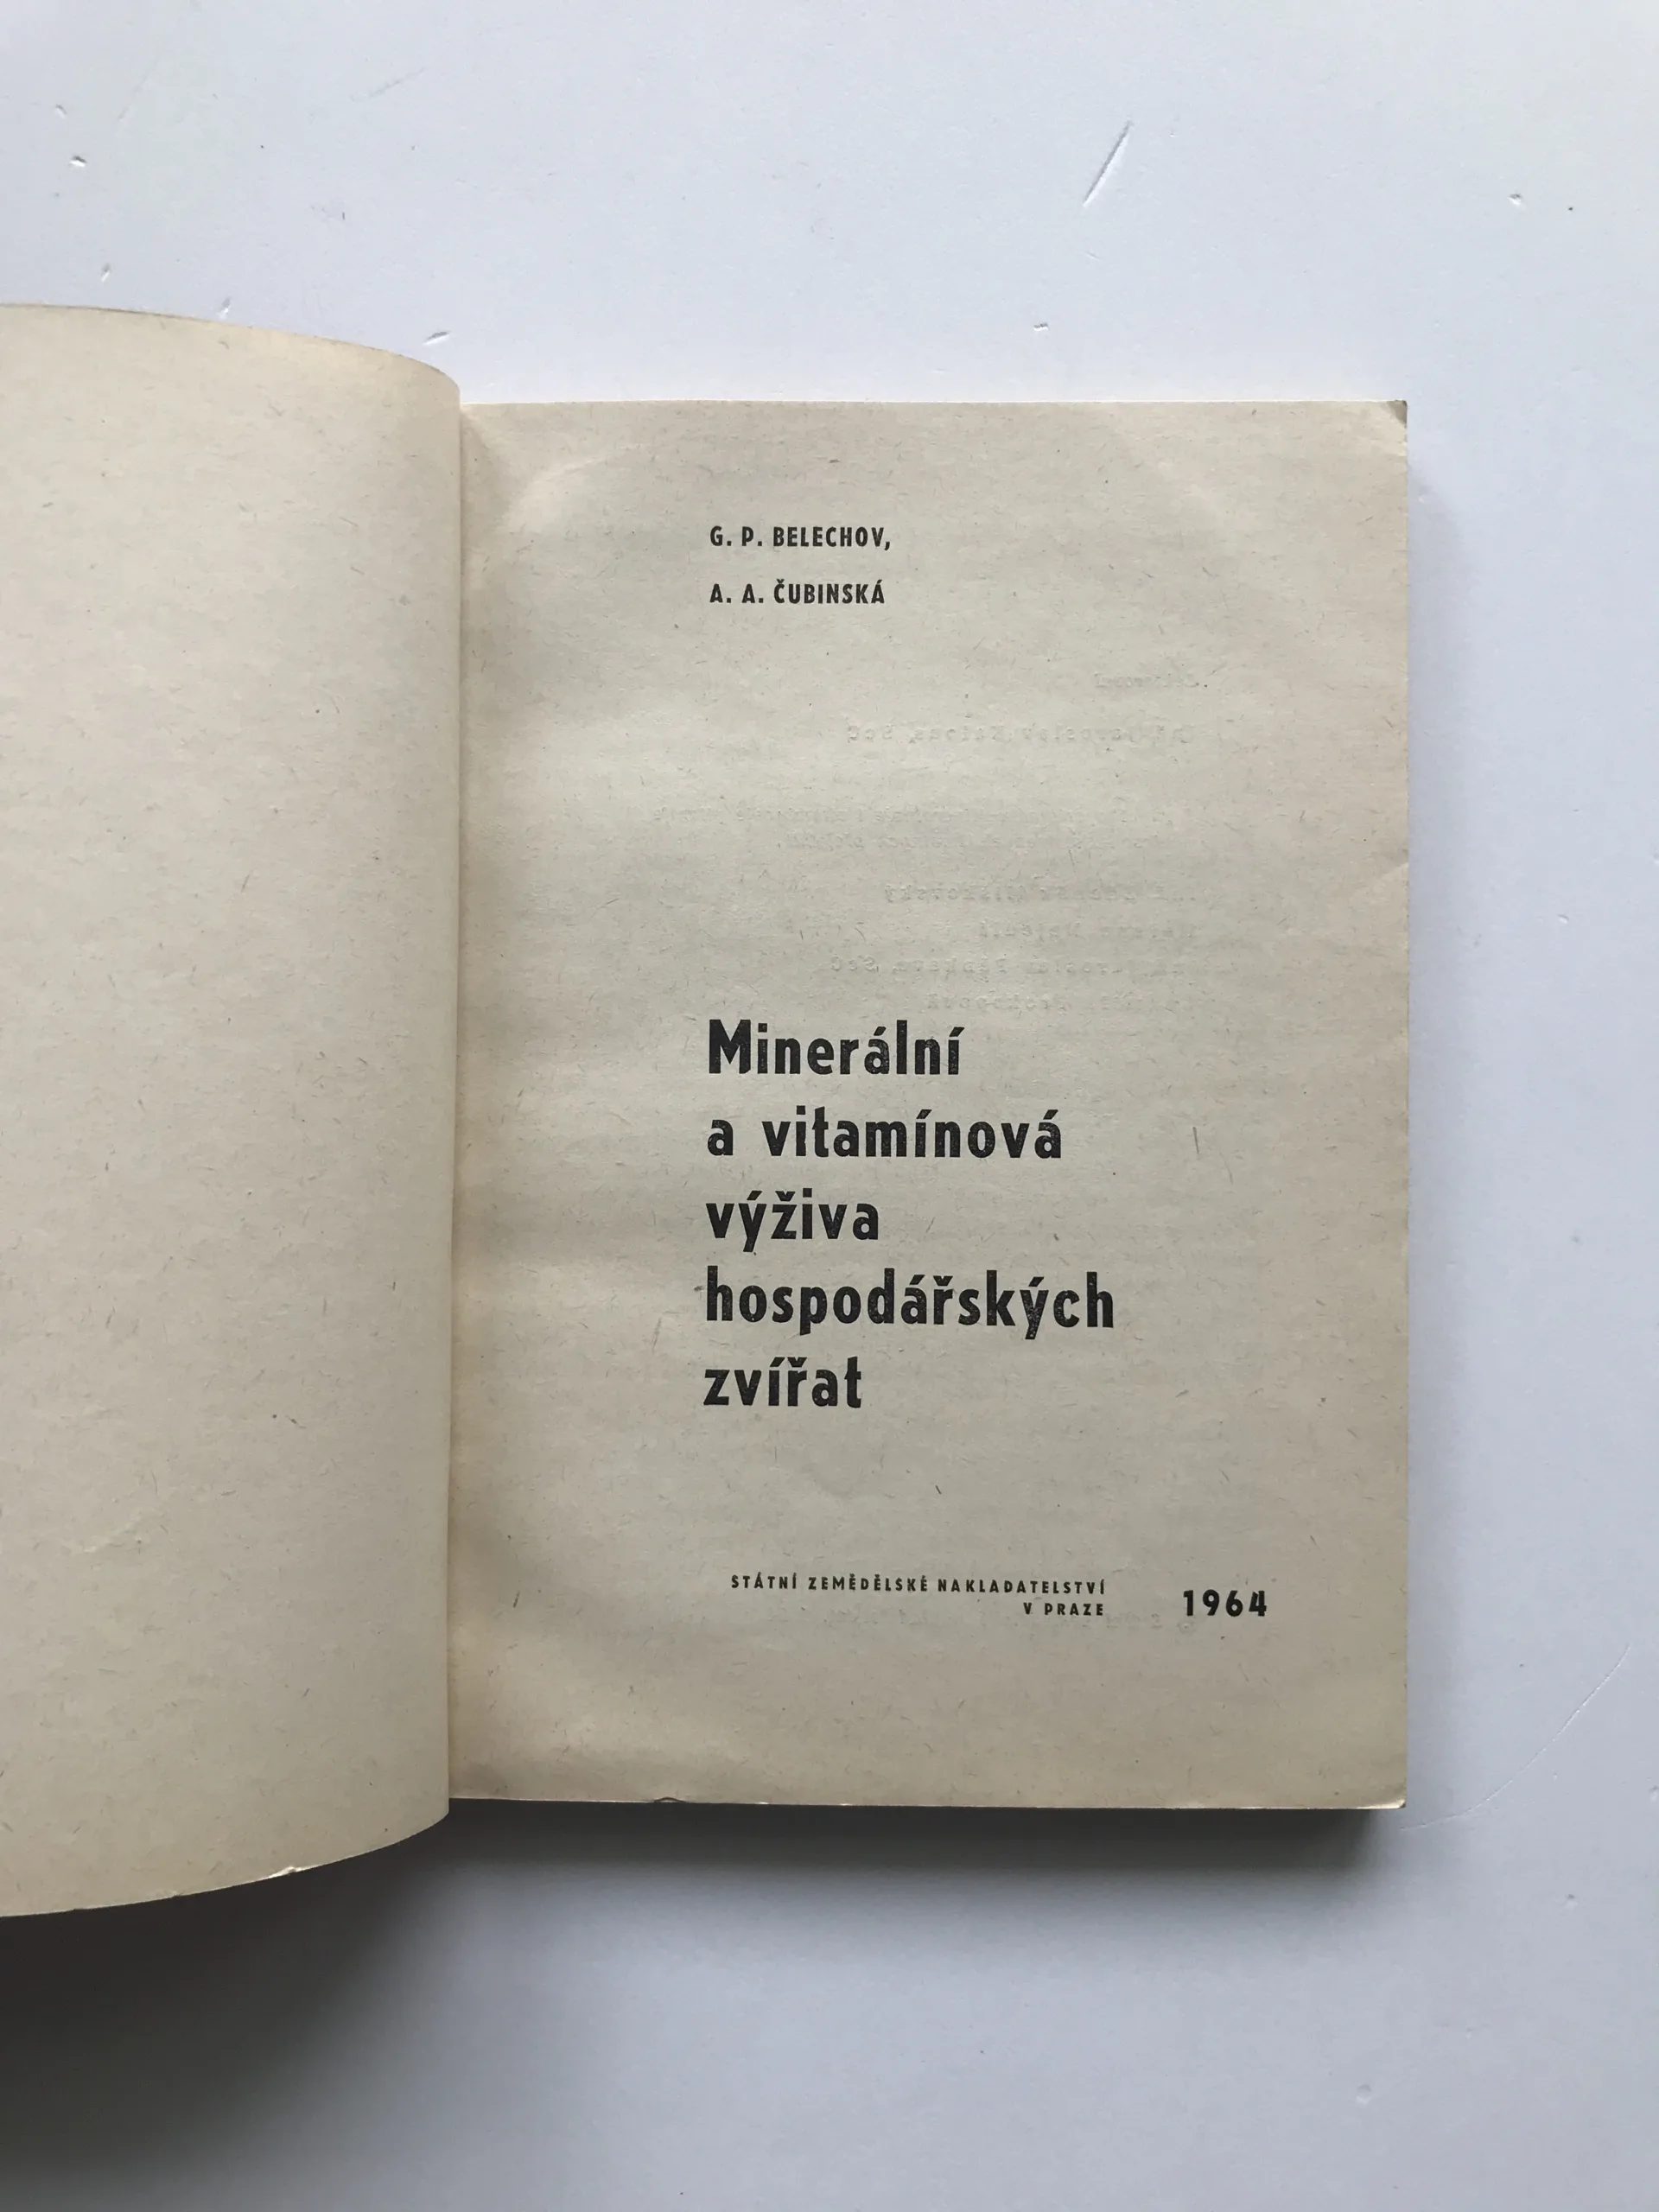 G. P. BELECHOV,
A. A. ČUBINSKÁ
Minerální
a vitamínová
výživa
hospodářských
zvířat
STÁTNÍ ZEMĚDĚLSKÉ NAKLADATELSTVÍ
V PRAZE
1964